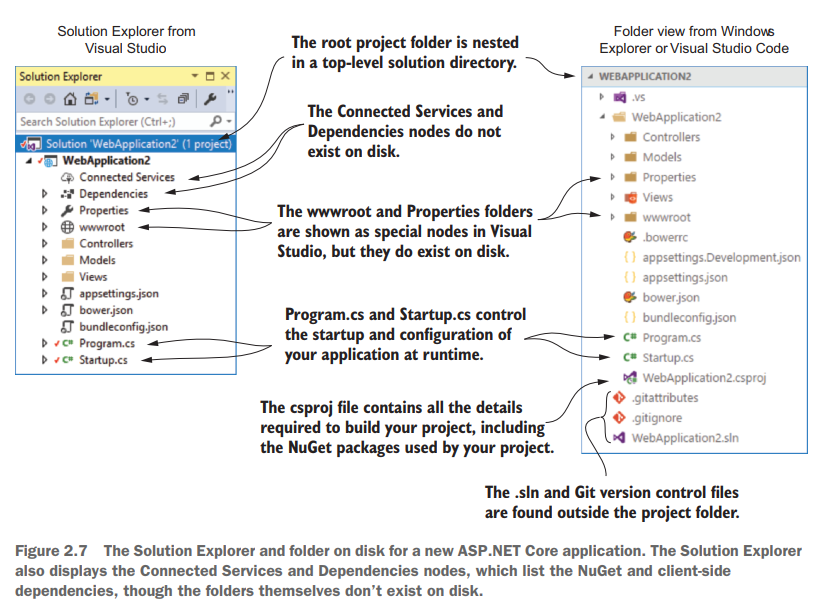 Solution Explorer from
Visual Studio
Solution Explorer
Search Solution Explorer (Ctrl+;)
Solution 'WebApplication2' (1 project)
WebApplication2
Connected Services
Dependencies
Properties
wwwroot
Controllers
Models
Views
appsettings.json
bower.json
bundleconfig.json
C# Program.cs
C# Startup.cs
The root project folder is nested
in a top-level solution directory.
The Connected Services and
Dependencies nodes do not
exist on disk.
The wwwroot and Properties folders
are shown as special nodes in Visual
Studio, but they do exist on disk.
Program.cs and Startup.cs control
the startup and configuration of
your application at runtime.
The csproj file contains all the details
required to build your project, including
the NuGet packages used by your project.
The .sln and Git version control files
are found outside the project folder.
Folder view from Windows
Explorer or Visual Studio Code
WEBAPPLICATION2
.vs
WebApplication2
Controllers
Models
Properties
Views
wwwroot
.bowerrc
{ } appsettings.Development.json
{ } appsettings.json
bower.json
{ } bundleconfig.json
C# Program.cs
C# Startup.cs
WebApplication2.csproj
.gitattributes
.gitignore
WebApplication2.sln
Figure 2.7 The Solution Explorer and folder on disk for a new ASP.NET Core application. The Solution Explorer
also displays the Connected Services and Dependencies nodes, which list the NuGet and client-side
dependencies, though the folders themselves don't exist on disk.